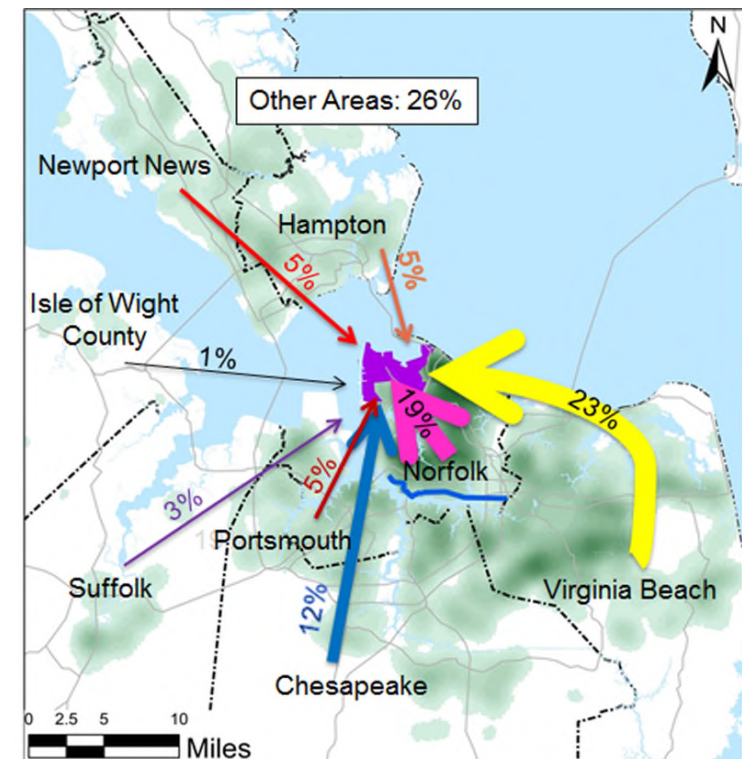 N
Other Areas: 26%
Newport News
Hampton
5%
5%
Isle of Wight
County
1%
23%
19%
Norfolk
5%
3%
Portsmouth
Suffolk
Virginia Beach
12%
Chesapeake
0 2.5 5 10
Miles